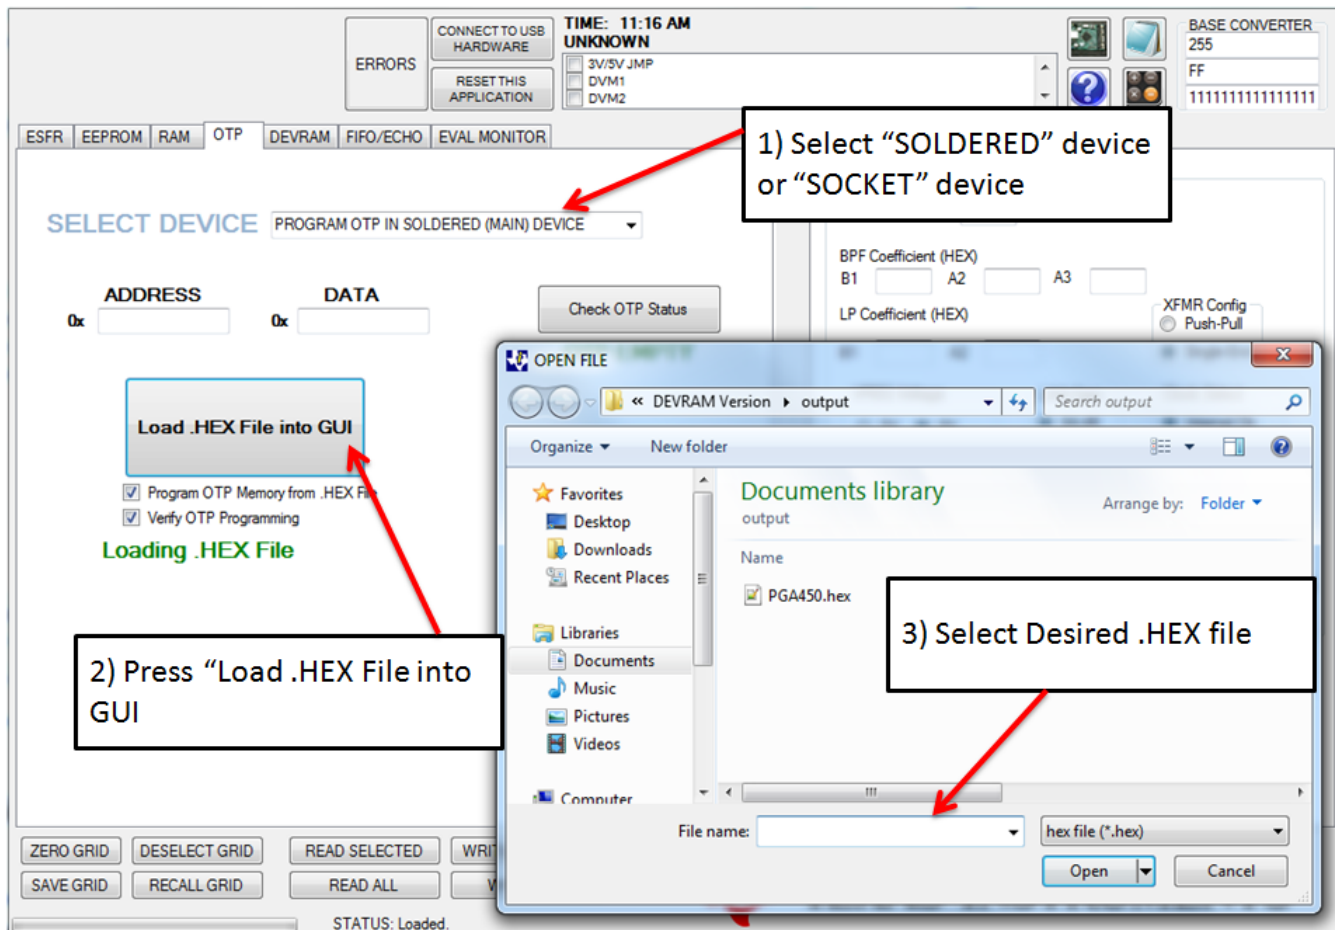 ERRORS
CONNECT TO USB
HARDWARE
RESET THIS
APPLICATION
TIME: 11:16 AM
UNKNOWN
3V/5V JMP
DVM1
DVM2
BASE CONVERTER
255
FF
1111111111111111
ESFR EEPROM RAM OTP DEVRAM FIFO/ECHO EVAL MONITOR
1) Select “SOLDERED” device
or “SOCKET” device
SELECT DEVICE PROGRAM OTP IN SOLDERED (MAIN) DEVICE
ADDRESS DATA
0x 0x
Check OTP Status
BPF Coefficient (HEX)
B1 A2 A3
LP Coefficient (HEX)
XFMR Config
Push-Pull
Load .HEX File into GUI
Program OTP Memory from .HEX File
Verify OTP Programming
Loading .HEX File
2) Press “Load .HEX File into
GUI
OPEN FILE
« DEVRAM Version output
Search output
Organize New folder
Favorites
Desktop
Downloads
Recent Places
Libraries
Documents
Music
Pictures
Videos
Computer
Documents library
output
Arrange by: Folder
Name
PGA450.hex
3) Select Desired .HEX file
File name:
hex file (*.hex)
Open Cancel
ZERO GRID DESELECT GRID READ SELECTED
SAVE GRID RECALL GRID READ ALL
STATUS: Loaded.